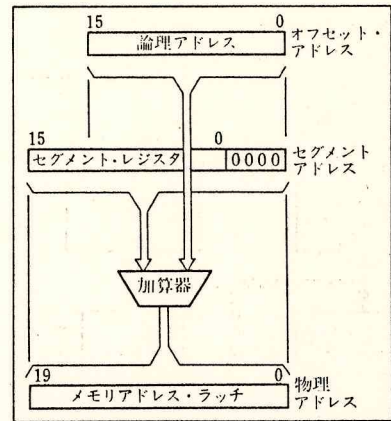 15 0
論理アドレス
オフセット・
アドレス
15 0
セグメント・レジスタ 0000
セグメント
アドレス
加算器
19 0
メモリアドレス・ラッチ
物理
アドレス